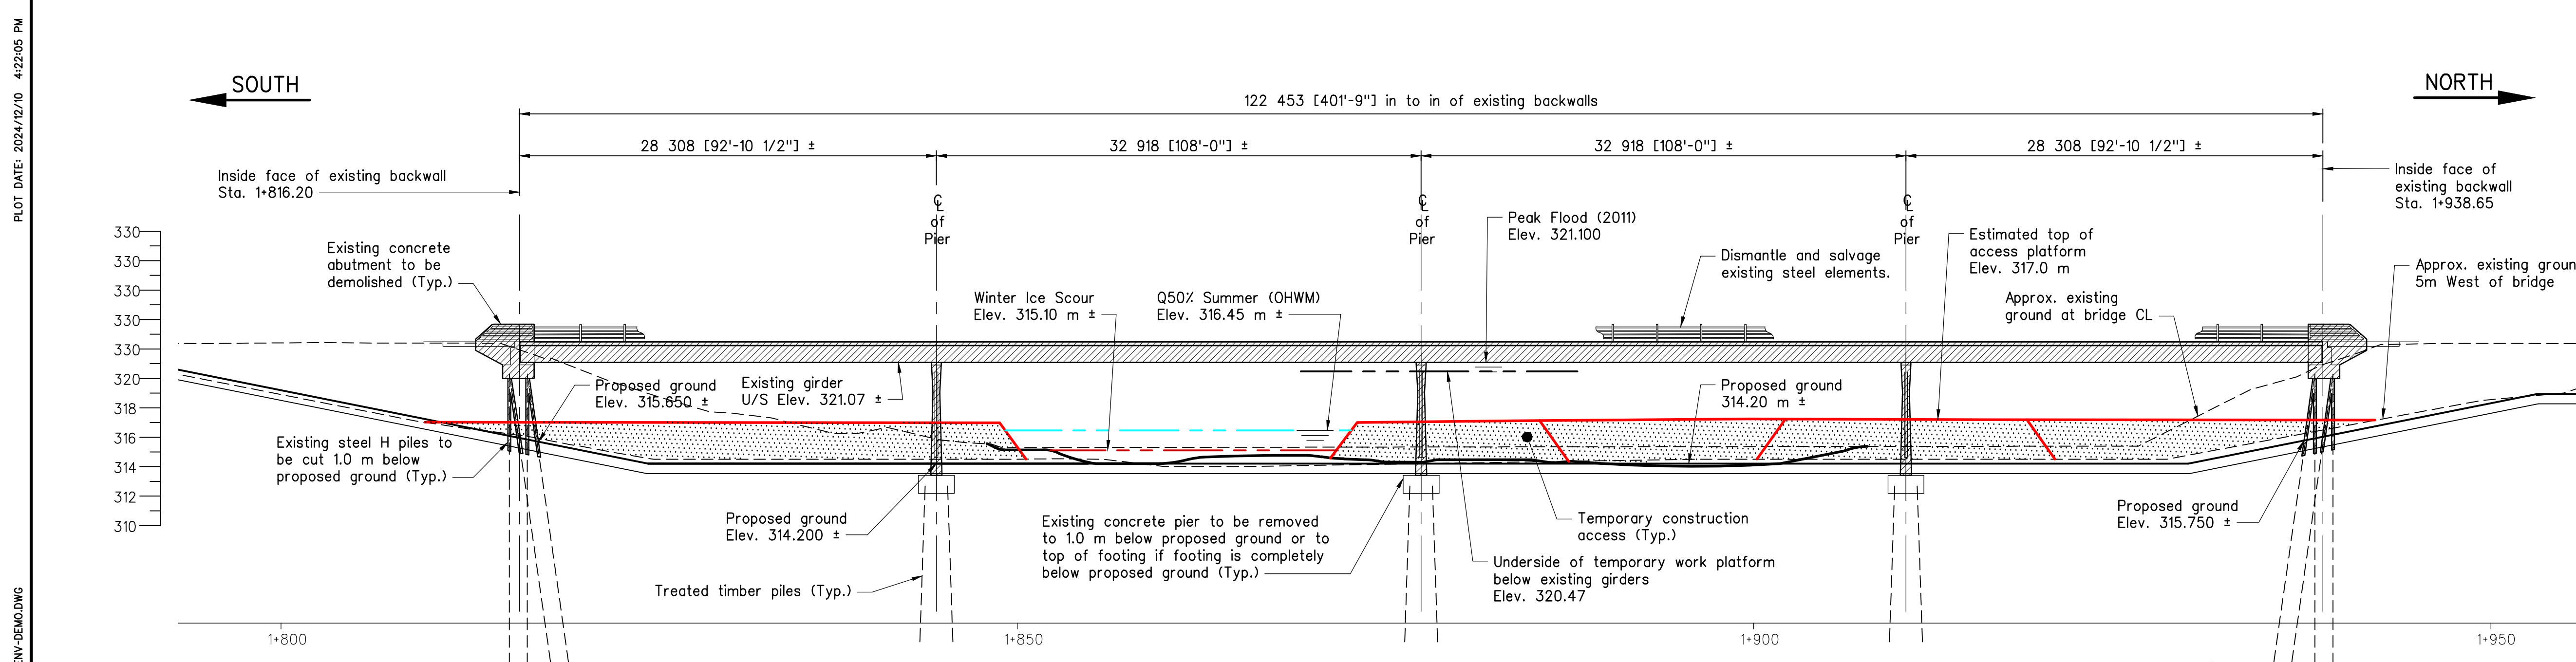 PLOT DATE: 2024/12/10 4:22:05 PM
ENV-DEMO.DWG
SOUTH
NORTH
122 453 [401'-9"] in to in of existing backwalls
28 308 [92'-10 1/2"] ±
32 918 [108'-0"] ±
32 918 [108'-0"] ±
28 308 [92'-10 1/2"] ±
Inside face of existing backwall
Sta. 1+816.20
Inside face of
existing backwall
Sta. 1+938.65
℄
of
Pier
℄
of
Pier
℄
of
Pier
Peak Flood (2011)
Elev. 321.100
Estimated top of
access platform
Elev. 317.0 m
Existing concrete
abutment to be
demolished (Typ.)
Dismantle and salvage
existing steel elements.
Approx. existing groun
5m West of bridge
Winter Ice Scour
Elev. 315.10 m ±
Q50% Summer (OHWM)
Elev. 316.45 m ±
Approx. existing
ground at bridge CL
330
330
330
330
330
320
318
316
314
312
310
Proposed ground
Elev. 315.650 ±
Existing girder
U/S Elev. 321.07 ±
Proposed ground
314.20 m ±
Existing steel H piles to
be cut 1.0 m below
proposed ground (Typ.)
Proposed ground
Elev. 314.200 ±
Existing concrete pier to be removed
to 1.0 m below proposed ground or to
top of footing if footing is completely
below proposed ground (Typ.)
Temporary construction
access (Typ.)
Proposed ground
Elev. 315.750 ±
Underside of temporary work platform
below existing girders
Elev. 320.47
Treated timber piles (Typ.)
1+800
1+850
1+900
1+950